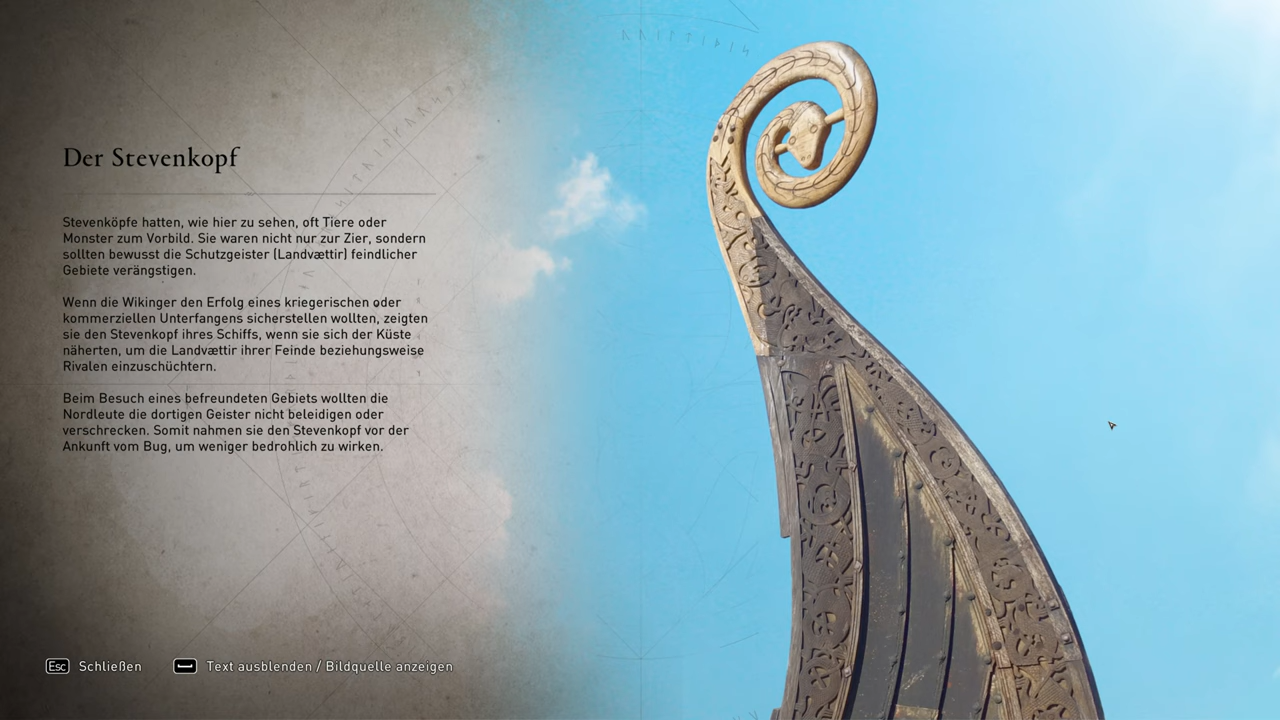 Der Stevenkopf
Stevenköpfe hatten, wie hier zu sehen, oft Tiere oder
Monster zum Vorbild. Sie waren nicht nur zur Zier, sondern
sollten bewusst die Schutzgeister (Landvættir) feindlicher
Gebiete verängstigen.
Wenn die Wikinger den Erfolg eines kriegerischen oder
kommerziellen Unterfangens sicherstellen wollten, zeigten
sie den Stevenkopf ihres Schiffs, wenn sie sich der Küste
näherten, um die Landvættir ihrer Feinde beziehungsweise
Rivalen einzuschüchtern.
Beim Besuch eines befreundeten Gebiets wollten die
Nordleute die dortigen Geister nicht beleidigen oder
verschrecken. Somit nahmen sie den Stevenkopf vor der
Ankunft vom Bug, um weniger bedrohlich zu wirken.
Esc Schließen Text ausblenden / Bildquelle anzeigen